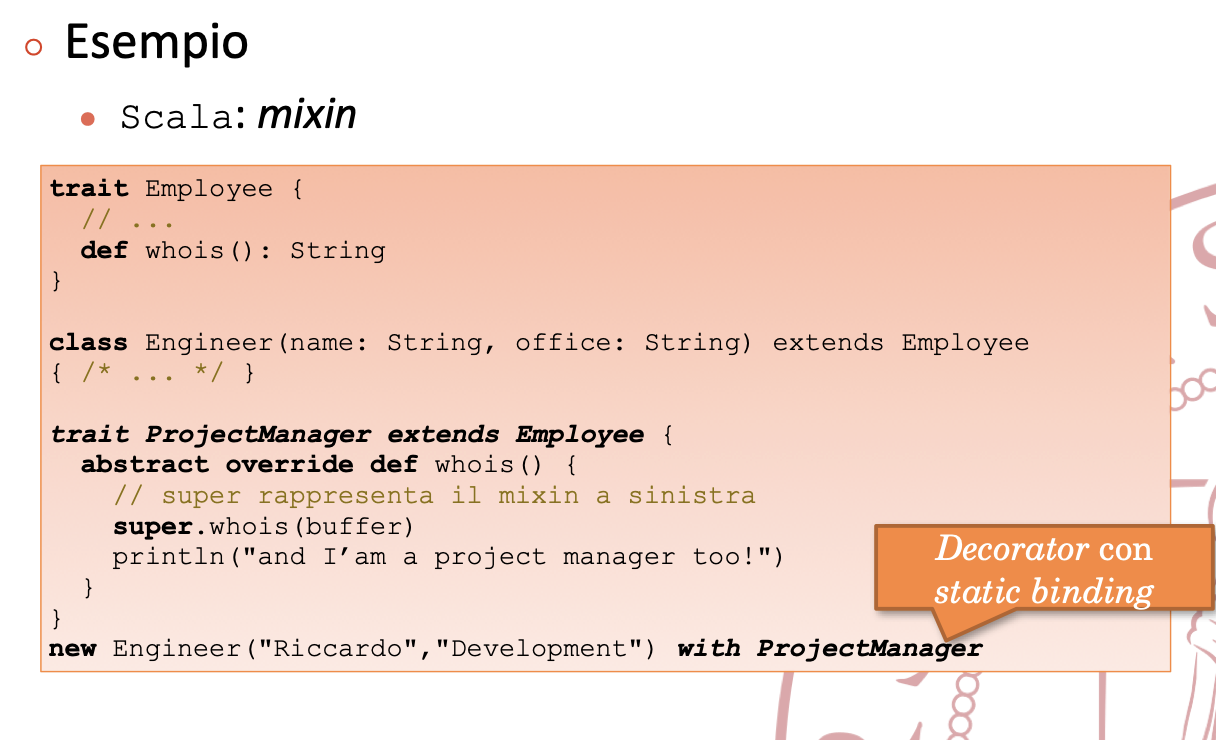 Esempio
Scala: mixin
trait Employee {
// ...
def whois(): String
}
class Engineer(name: String, office: String) extends Employee
{ /* ... */ }
trait ProjectManager extends Employee {
abstract override def whois() {
// super rappresenta il mixin a sinistra
super.whois(buffer)
println("and I’am a project manager too!")
}
}
new Engineer("Riccardo","Development") with ProjectManager
Decorator con
static binding